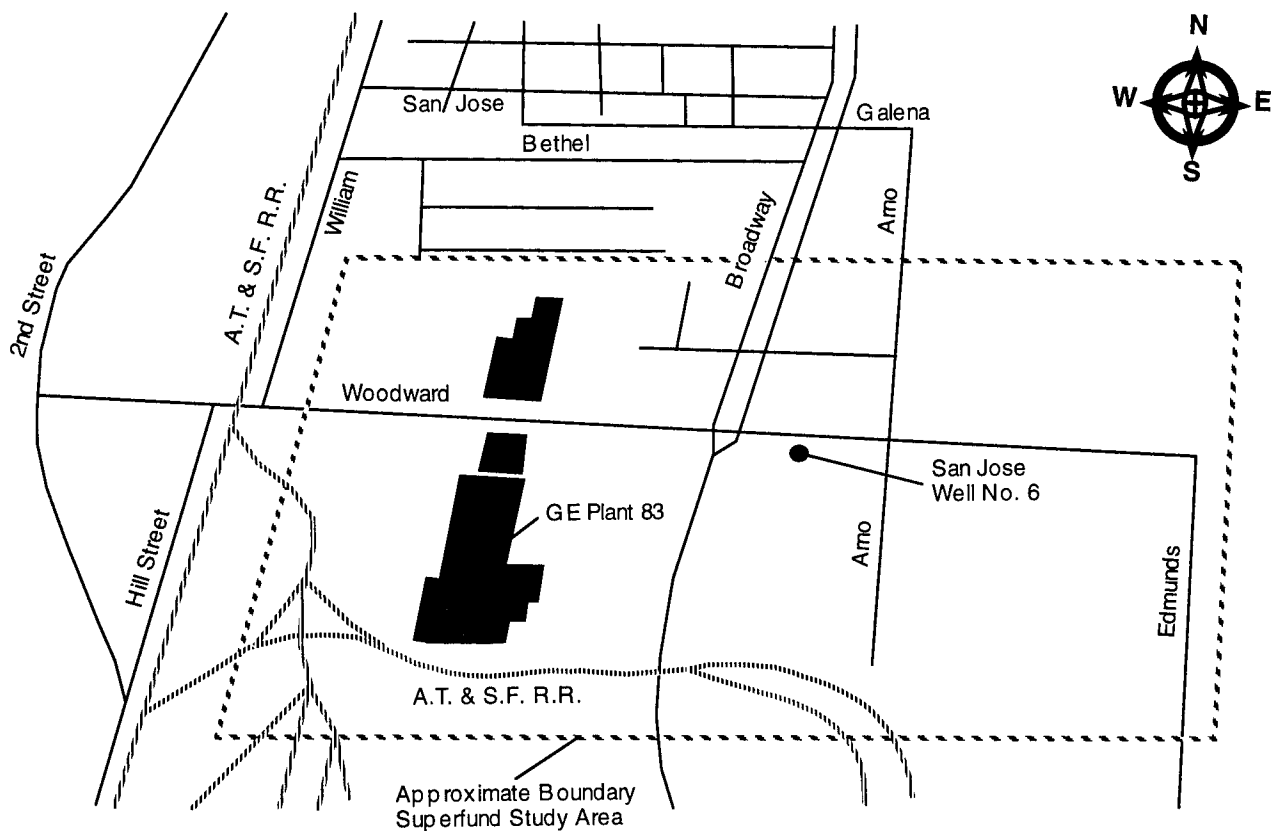 N
W
E
S
San Jose
Galena
Bethel
William
Arno
A.T. & S.F. R.R.
Broadway
2nd Street
Woodward
San Jose
Well No. 6
GE Plant 83
Arno
Hill Street
Edmunds
A.T. & S.F. R.R.
Approximate Boundary
Superfund Study Area